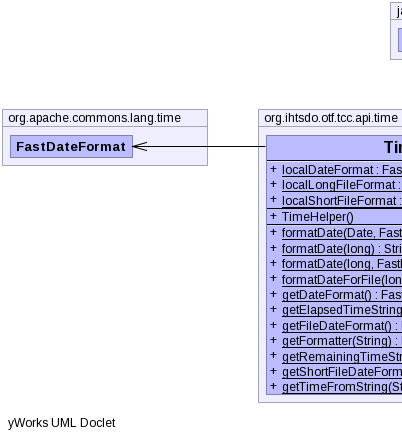 ja
org.apache.commons.lang.time
FastDateFormat
org.ihtsdo.otf.tcc.api.time
Tim
+ localDateFormat : Fas
+ localLongFileFormat :
+ localShortFileFormat :
+ TimeHelper()
+ formatDate(Date, Fast
+ formatDate(long) : Stri
+ formatDate(long, Fast
+ formatDateForFile(lon
+ getDateFormat() : Fas
+ getElapsedTimeString
+ getFileDateFormat() :
+ getFormatter(String) :
+ getRemainingTimeStr
+ getShortFileDateForm
+ getTimeFromString(St
yWorks UML Doclet